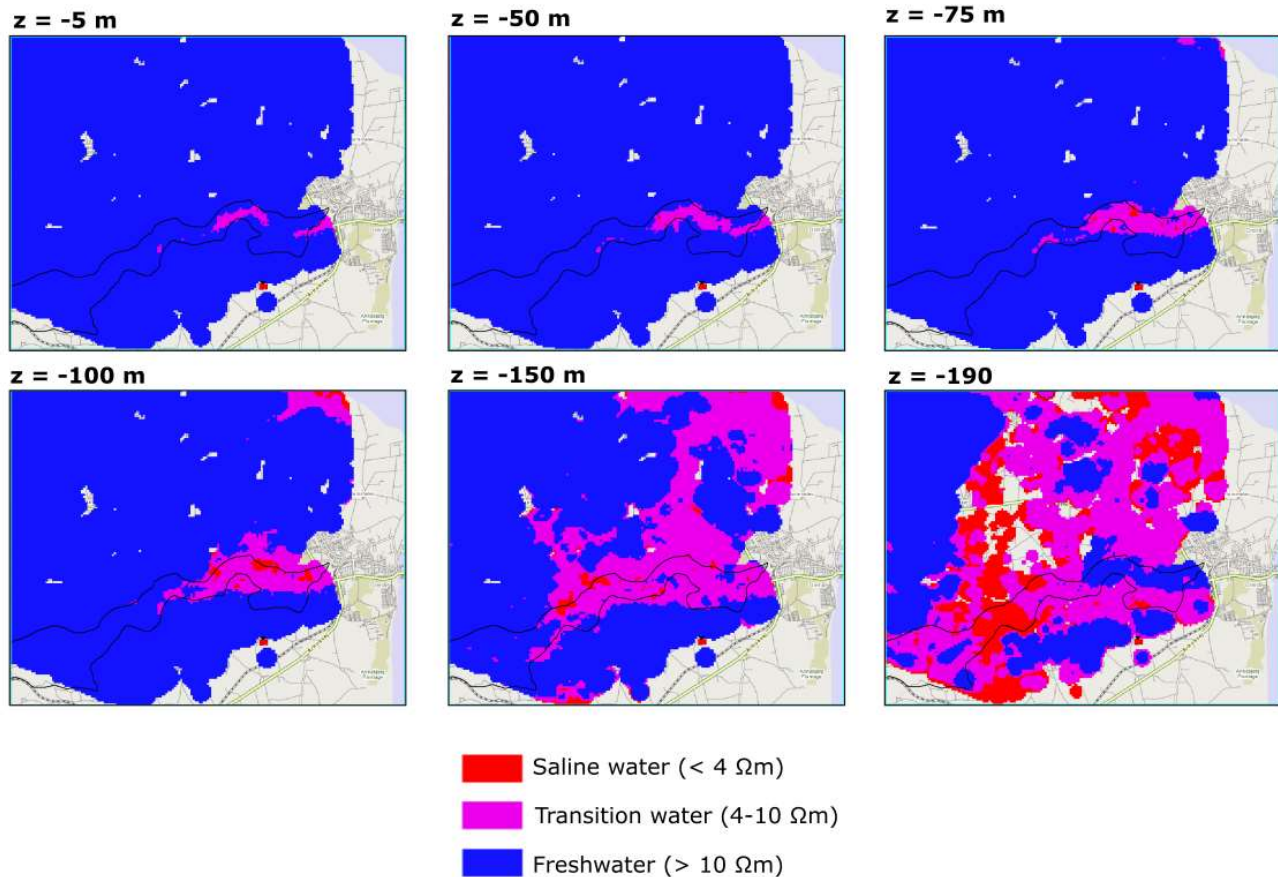 z = -5 m
z = -50 m
z = -75 m
z = -100 m
z = -150 m
z = -190
Saline water (< 4 Ωm)
Transition water (4-10 Ωm)
Freshwater (> 10 Ωm)